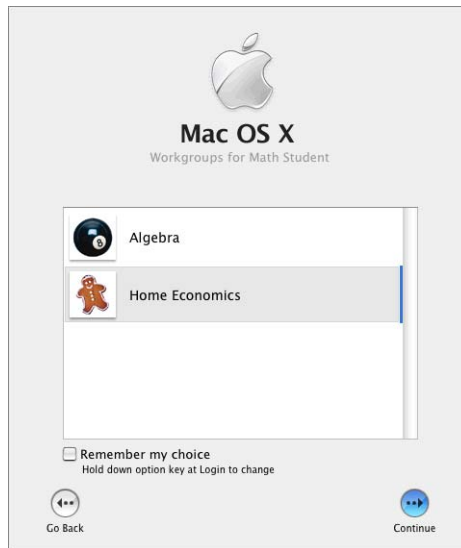 Mac OS X
Workgroups for Math Student
8
Algebra
Home Economics
Remember my choice
Hold down option key at Login to change
Go Back
Continue